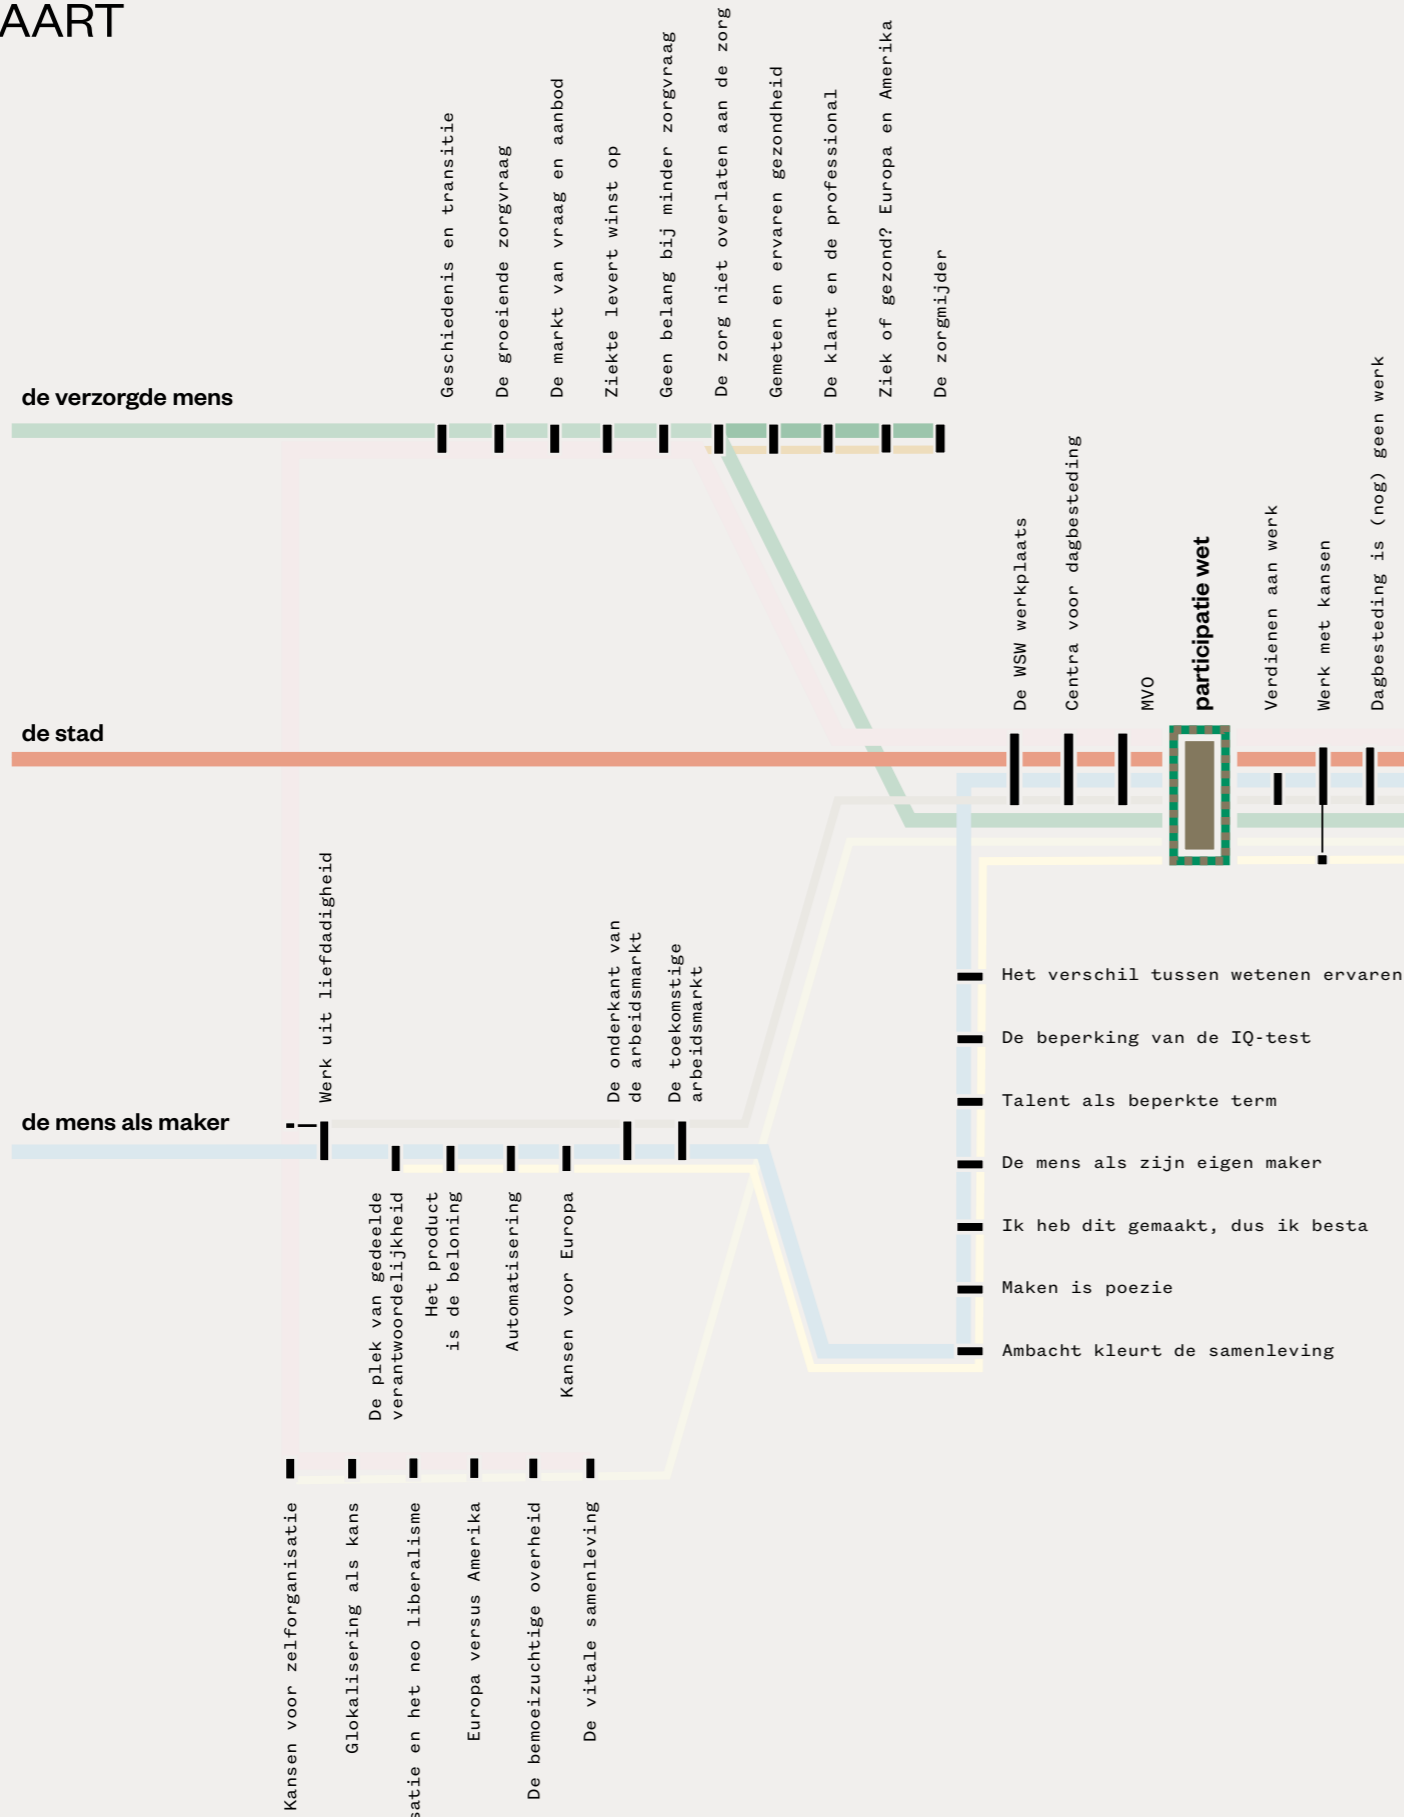 AART
Geschiedenis en transitie
De groeiende zorgvraag
De markt van vraag en aanbod
Ziekte levert winst op
Geen belang bij minder zorgvraag
De zorg niet overlaten aan de zorg
Gemeten en ervaren gezondheid
De klant en de professional
Ziek of gezond? Europa en Amerika
De zorgmijder
de verzorgde mens
De WSW werkplaats
Centra voor dagbesteding
MVO
participatie wet
Verdienen aan werk
Werk met kansen
Dagbesteding is (nog) geen werk
de stad
Werk uit liefdadigheid
De onderkant van
de arbeidsmarkt
De toekomstige
arbeidsmarkt
de mens als maker
De plek van gedeelde
verantwoordelijkheid
Het product
is de beloning
Automatisering
Kansen voor Europa
Het verschil tussen wetenen ervaren
De beperking van de IQ-test
Talent als beperkte term
De mens als zijn eigen maker
Ik heb dit gemaakt, dus ik besta
Maken is poezie
Ambacht kleurt de samenleving
Kansen voor zelforganisatie
Glokalisering als kans
satie en het neo liberalisme
Europa versus Amerika
De bemoeizuchtige overheid
De vitale samenleving